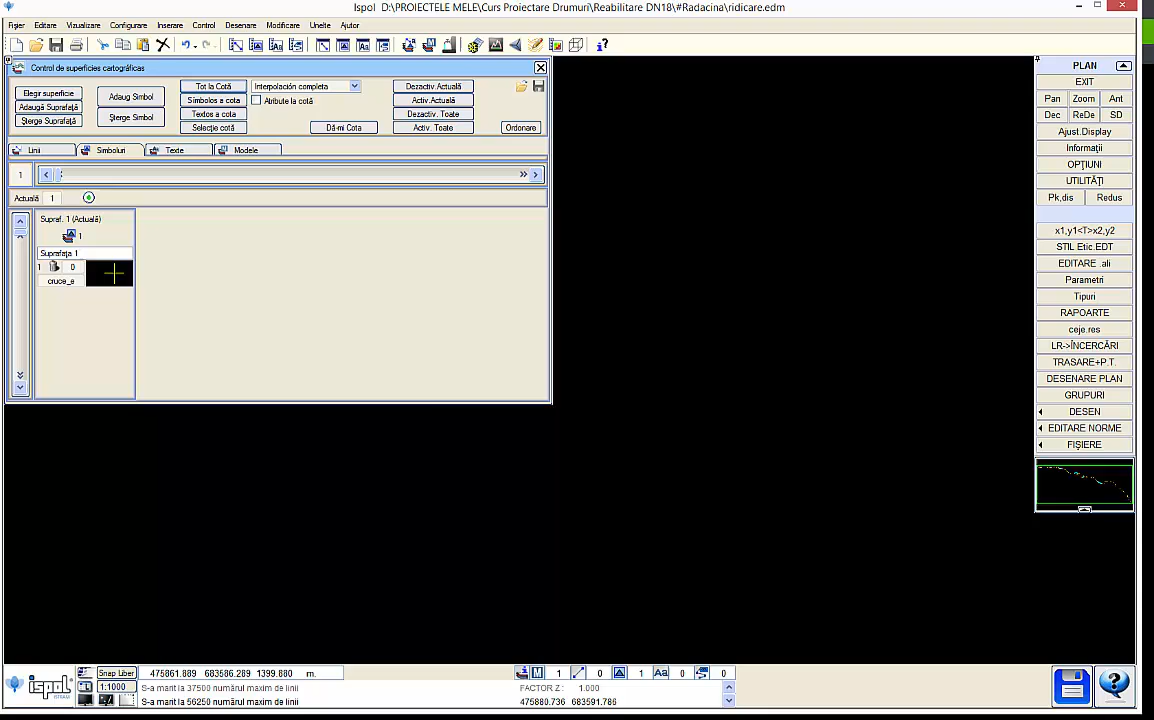 Ispol D:\PROIECTELE MELE\Curs Proiectare Drumuri\Reabilitare DN18\#Radacina\ridicare.edm
Fişier Editare Vizualizare Configurare Inserare Control Desenare Modificare Unelte Ajutor
Control de superficies cartográficas
Elegir superficie
Adaugă Suprafaţă
Şterge Suprafaţă
Adaug Simbol
Şterge Simbol
Tot la Cotă
Símbolos a cota
Textos a cota
Selecţie cotă
Interpolación completa
Atribute la cotă
Dă-mi Cota
Dezactiv.Actuală
Activ.Actuală
Dezactiv. Toate
Activ. Toate
Ordonare
Linii Simboluri Texte Modele
1
Actuală 1
Supraf. 1 (Actuală)
1
Suprafaţa 1
1 0
cruce_e
PLAN
EXIT
Pan Zoom Ant
Dec ReDe SD
Ajust.Display
Informaţii
OPŢIUNI
UTILITĂŢI
Pk,dis Redus
x1,y1<T>x2,y2
STIL Etic.EDT
EDITARE .ali
Parametri
Tipuri
RAPOARTE
ceje.res
LR->ÎNCERCĂRI
TRASARE+P.T.
DESENARE PLAN
GRUPURI
DESEN
EDITARE NORME
FIŞIERE
ispol
Snap Liber 475861.889 683586.289 1399.880 m. M 1 0 1 Aa 0 0
1:1000 S-a marit la 37500 numărul maxim de linii FACTOR Z : 1.000
S-a marit la 56250 numărul maxim de linii 475880.736 683591.786